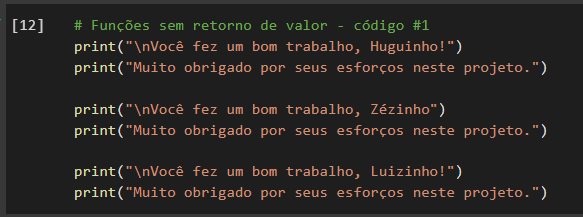 [12] # Funções sem retorno de valor - código #1
print("\nVocê fez um bom trabalho, Huguinho!")
print("Muito obrigado por seus esforços neste projeto.")
print("\nVocê fez um bom trabalho, Zézinho")
print("Muito obrigado por seus esforços neste projeto.")
print("\nVocê fez um bom trabalho, Luizinho!")
print("Muito obrigado por seus esforços neste projeto.")